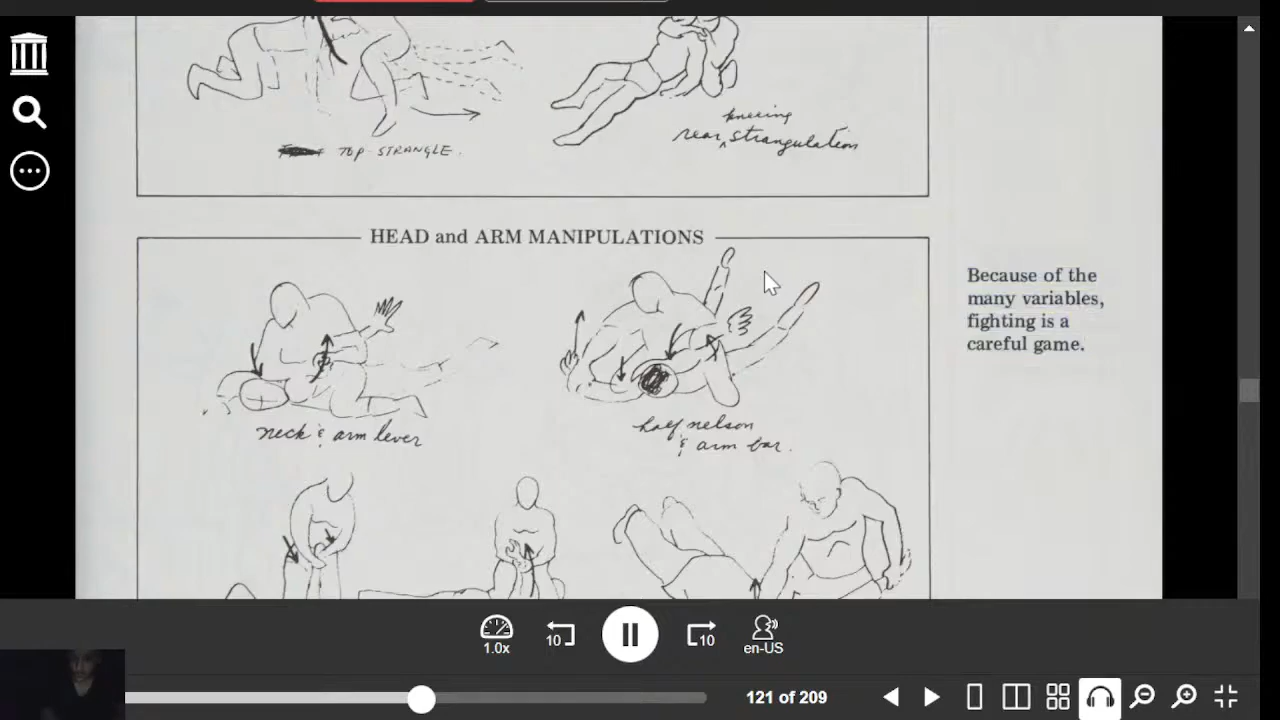 TOP-STRANGLE.
kneeing
rear strangulation
HEAD and ARM MANIPULATIONS
Because of the
many variables,
fighting is a
careful game.
neck & arm lever
half nelson
& arm bar.
10
10
1.0x
en-US
121 of 209